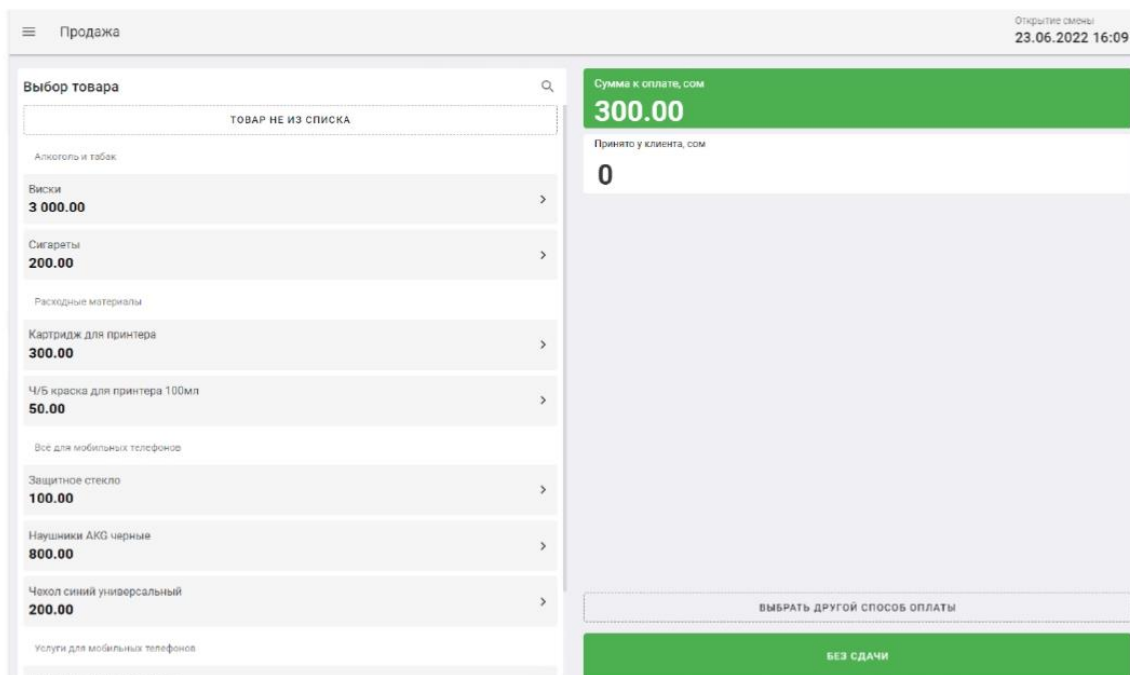 Продажа
Открытие смены
23.06.2022 16:09
Выбор товара
ТОВАР НЕ ИЗ СПИСКА
Алкоголь и табак
Виски
3 000.00
Сигареты
200.00
Расходные материалы
Картридж для принтера
300.00
Ч/Б краска для принтера 100мл
50.00
Всё для мобильных телефонов
Защитное стекло
100.00
Наушники AKG черные
800.00
Чехол синий универсальный
200.00
Услуги для мобильных телефонов
Сумма к оплате, сом
300.00
Принято у клиента, сом
0
ВЫБРАТЬ ДРУГОЙ СПОСОБ ОПЛАТЫ
БЕЗ СДАЧИ